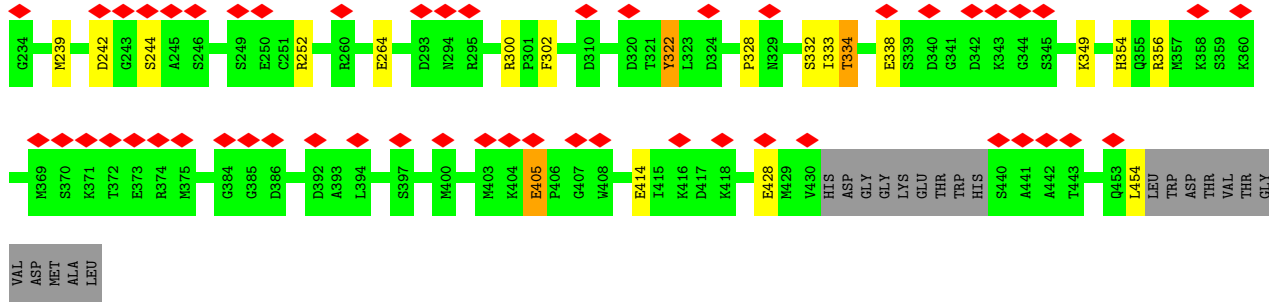 G234 M239 D242 G243 S244 A245 S246 S249 E250 C251 R252 R260 E264 D293 N294 R295 R300 P301 F302 D310 D320 T321 Y322 L323 D324 P328 N329 S332 I333 T334 E338 S339 D340 G341 D342 K343 G344 S345 K349 H354 Q355 R356 M357 K358 S359 K360
M369 S370 K371 T372 E373 R374 M375 G384 G385 D386 D392 A393 L394 S397 M400 M403 K404 E405 P406 G407 W408 E414 I415 K416 D417 K418 E428 M429 V430 HIS ASP GLY GLY LYS GLU THR TRP HIS S440 A441 A442 T443 Q453 L454 LEU TRP ASP THR VAL THR GLY
VAL ASP MET ALA LEU